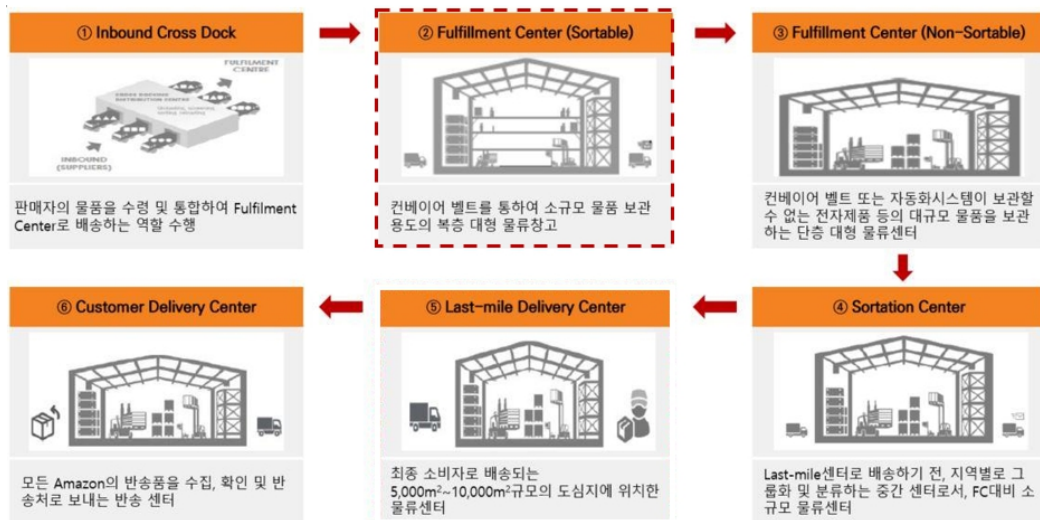 ① Inbound Cross Dock
FULFILMENT
CENTRE
CROSS DOCKING
DISTRIBUTION CENTRE
INBOUND
(SUPPLIERS)
판매자의 물품을 수령 및 통합하여 Fulfilment
Center로 배송하는 역할 수행
② Fulfillment Center (Sortable)
컨베이어 벨트를 통하여 소규모 물품 보관
용도의 복층 대형 물류창고
③ Fulfillment Center (Non-Sortable)
컨베이어 벨트 또는 자동화시스템이 보관할
수 없는 전자제품 등의 대규모 물품을 보관
하는 단층 대형 물류센터
⑥ Customer Delivery Center
모든 Amazon의 반송품을 수집, 확인 및 반
송처로 보내는 반송 센터
⑤ Last-mile Delivery Center
최종 소비자로 배송되는
5,000m²~10,000m²규모의 도심지에 위치한
물류센터
④ Sortation Center
Last-mile센터로 배송하기 전, 지역별로 그
룹화 및 분류하는 중간 센터로서, FC대비 소
규모 물류센터